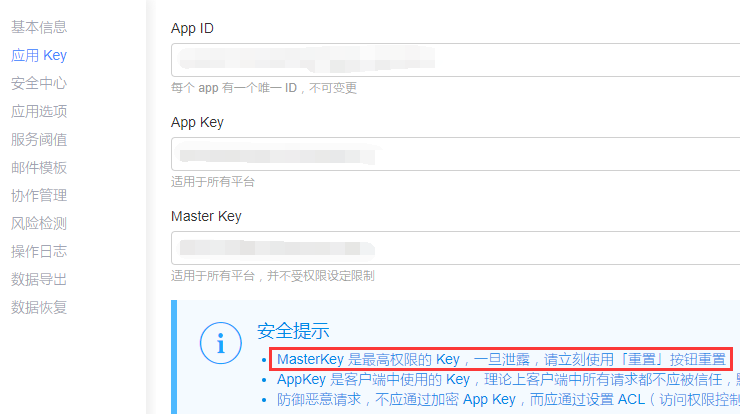 基本信息
应用 Key
安全中心
应用选项
服务阈值
邮件模板
协作管理
风险检测
操作日志
数据导出
数据恢复
App ID
每个 app 有一个唯一 ID，不可变更
App Key
适用于所有平台
Master Key
适用于所有平台，并不受权限设定限制
安全提示
MasterKey 是最高权限的 Key，一旦泄露，请立刻使用「重置」按钮重置
AppKey 是客户端中使用的 Key，理论上客户端中所有请求都不应被信任，
防御恶意请求，不应通过加密 App Key，而应通过设置 ACL（访问权限控制